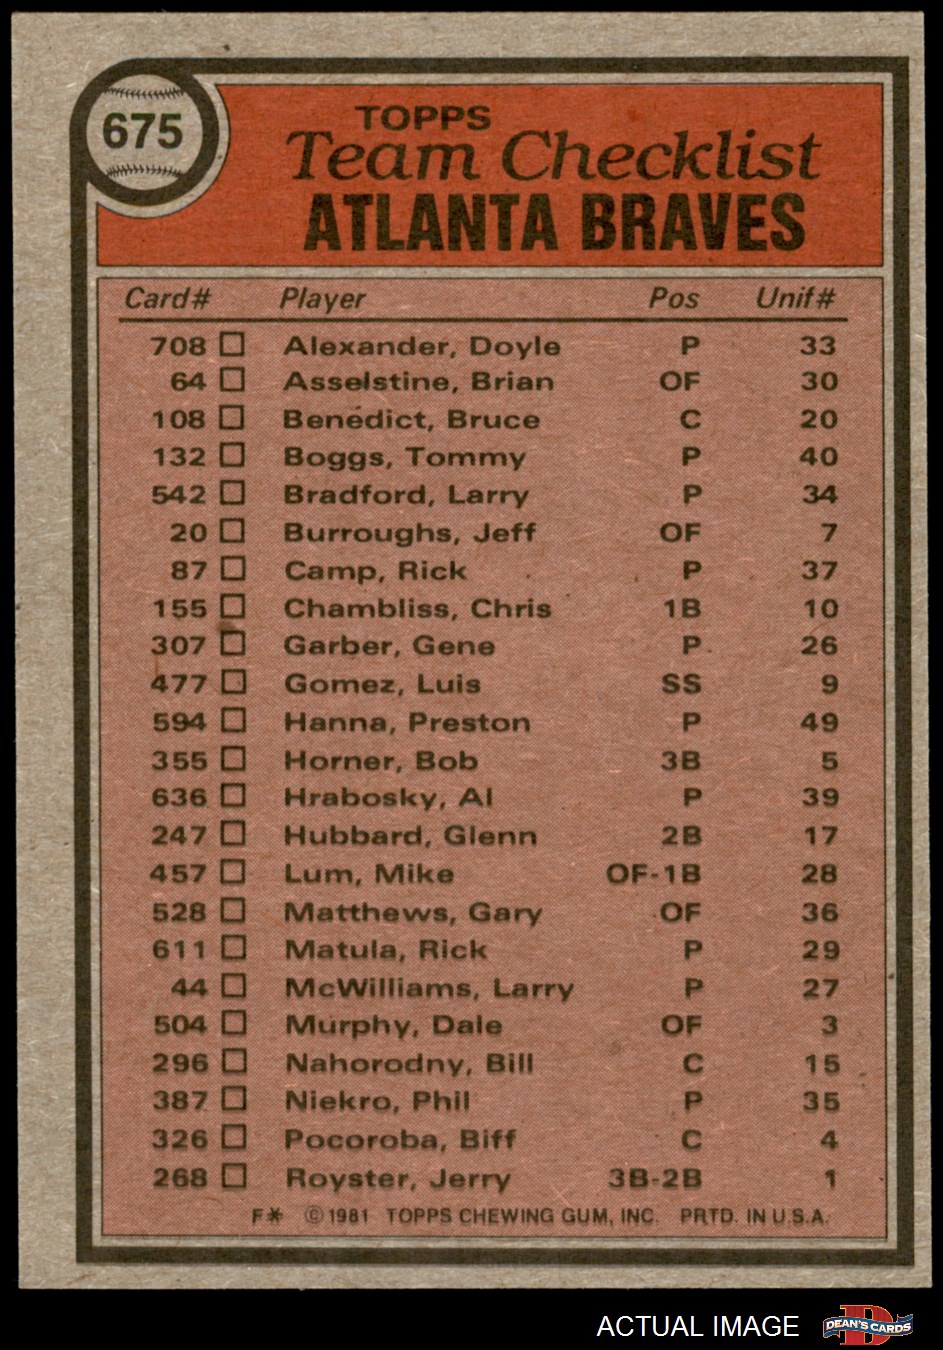 675
TOPPS
Team Checklist
ATLANTA BRAVES
Card# Player Pos Unif#
708 Alexander, Doyle P 33
64 Asselstine, Brian OF 30
108 Benedict, Bruce C 20
132 Boggs, Tommy P 40
542 Bradford, Larry P 34
20 Burroughs, Jeff OF 7
87 Camp, Rick P 37
155 Chambliss, Chris 1B 10
307 Garber, Gene P 26
477 Gomez, Luis SS 9
594 Hanna, Preston P 49
355 Horner, Bob 3B 5
636 Hrabosky, Al P 39
247 Hubbard, Glenn 2B 17
457 Lum, Mike OF-1B 28
528 Matthews, Gary OF 36
611 Matula, Rick P 29
44 McWilliams, Larry P 27
504 Murphy, Dale OF 3
296 Nahorodny, Bill C 15
387 Niekro, Phil P 35
326 Pocoroba, Biff C 4
268 Royster, Jerry 3B-2B 1
F* ©1981 TOPPS CHEWING GUM, INC. PRTD. IN U.S.A.
ACTUAL IMAGE
D
DEAN'S CARDS